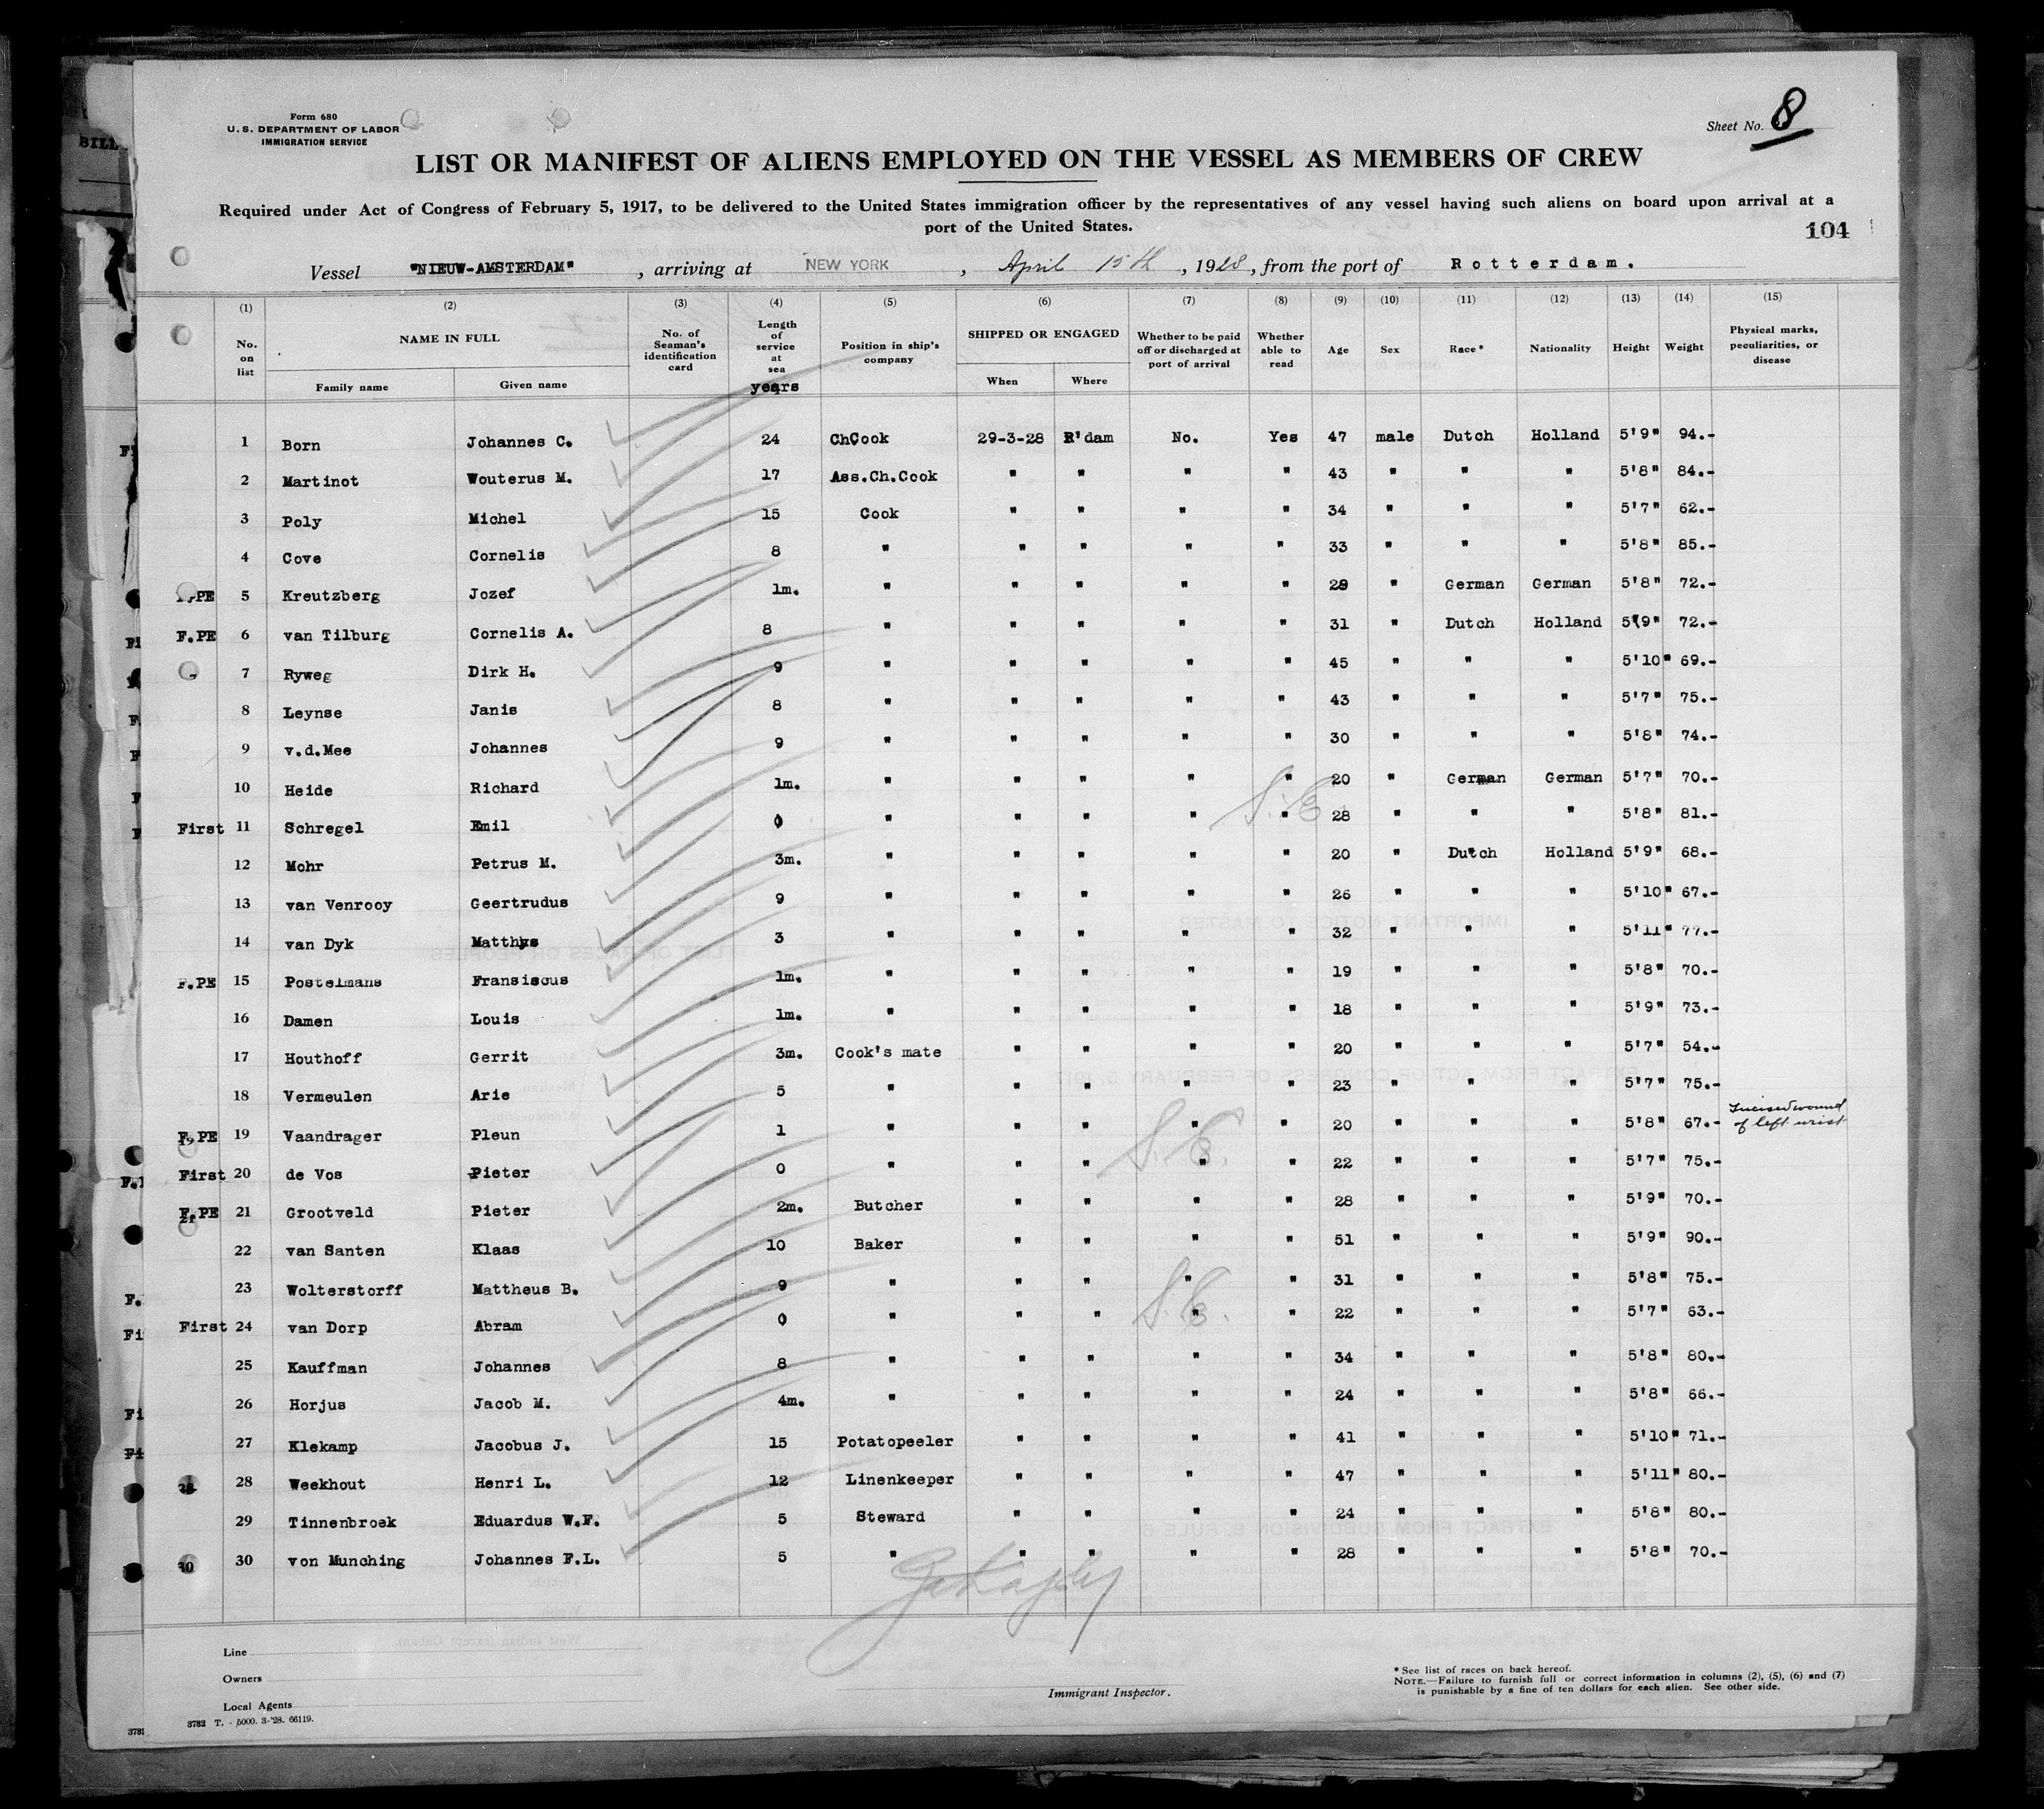 Form 680
U. S. DEPARTMENT OF LABOR
IMMIGRATION SERVICE
Sheet No. 8
LIST OR MANIFEST OF ALIENS EMPLOYED ON THE VESSEL AS MEMBERS OF CREW
Required under Act of Congress of February 5, 1917, to be delivered to the United States immigration officer by the representatives of any vessel having such aliens on board upon arrival at a
port of the United States.
104
Vessel "NIEUW-AMSTERDAM", arriving at NEW YORK, April 15th, 1928, from the port of Rotterdam.
(1) (2) (3) (4) (5) (6) (7) (8) (9) (10) (11) (12) (13) (14) (15)
No. on list NAME IN FULL Family name Given name No. of Seaman's identification card Length of service at sea years Position in ship's company SHIPPED OR ENGAGED When Where Whether to be paid off or discharged at port of arrival Whether able to read Age Sex Race* Nationality Height Weight Physical marks, peculiarities, or disease
1 Born Johannes C. 24 ChCook 29-3-28 R'dam No. Yes 47 male Dutch Holland 5'9" 94.-
2 Martinot Wouterus M. 17 Ass.Ch.Cook " " " " 43 " " " 5'8" 84.-
3 Poly Michel 15 Cook " " " " 34 " " " 5'7" 62.-
4 Cove Cornelis 8 " " " " " 33 " " " 5'8" 85.-
PE 5 Kreutzberg Jozef 1m. " " " " " 28 " German German 5'8" 72.-
F.PE 6 van Tilburg Cornelis A. 8 " " " " " 31 " Dutch Holland 5'9" 72.-
7 Ryweg Dirk H. 9 " " " " " 45 " " " 5'10" 69.-
8 Leynse Janis 8 " " " " " 43 " " " 5'7" 75.-
9 v.d.Mee Johannes 9 " " " " " 30 " " " 5'8" 74.-
10 Heide Richard 1m. " " " " " 20 " German German 5'7" 70.-
First 11 Schregel Emil 0 " " " " " 28 " " " 5'8" 81.-
12 Mohr Petrus M. 3m. " " " " " 20 " Dutch Holland 5'9" 68.-
13 van Venrooy Geertrudus 9 " " " " " 26 " " " 5'10" 67.-
14 van Dyk Matthys 3 " " " " " 32 " " " 5'11" 77.-
F.PE 15 Postelmans Fransiscus 1m. " " " " " 19 " " " 5'8" 70.-
16 Damen Louis 1m. " " " " " 18 " " " 5'9" 73.-
17 Houthoff Gerrit 3m. Cook's mate " " " " 20 " " " 5'7" 54.-
18 Vermeulen Arie 5 " " " " " 23 " " " 5'7" 75.-
F.PE 19 Vaandrager Pleun 1 " " " " " 20 " " " 5'8" 67.- Incised wound of left wrist
First 20 de Vos Pieter 0 " " " " " 22 " " " 5'7" 75.-
F.PE 21 Grootveld Pieter 2m. Butcher " " " " 28 " " " 5'9" 70.-
22 van Santen Klaas 10 Baker " " " " 51 " " " 5'9" 90.-
23 Wolterstorff Mattheus B. 9 " " " " " 31 " " " 5'8" 75.-
First 24 van Dorp Abram 0 " " " " " 22 " " " 5'7" 63.-
25 Kauffman Johannes 8 " " " " " 34 " " " 5'8" 80.-
26 Horjus Jacob M. 4m. " " " " " 24 " " " 5'8" 66.-
27 Klekamp Jacobus J. 15 Potatopeeler " " " " 41 " " " 5'10" 71.-
28 Weekhout Henri L. 12 Linenkeeper " " " " 47 " " " 5'11" 80.-
29 Tinnenbroek Eduardus W.F. 5 Steward " " " " 24 " " " 5'8" 80.-
30 30 von Munching Johannes F.L. 5 " " " " " 28 " " " 5'8" 70.-
Line
Owners
Local Agents
Immigrant Inspector.
* See list of races on back hereof.
NOTE.—Failure to furnish full or correct information in columns (2), (5), (6) and (7)
is punishable by a fine of ten dollars for each alien. See other side.
3782 T. - 5000. 3-'28. 66119.